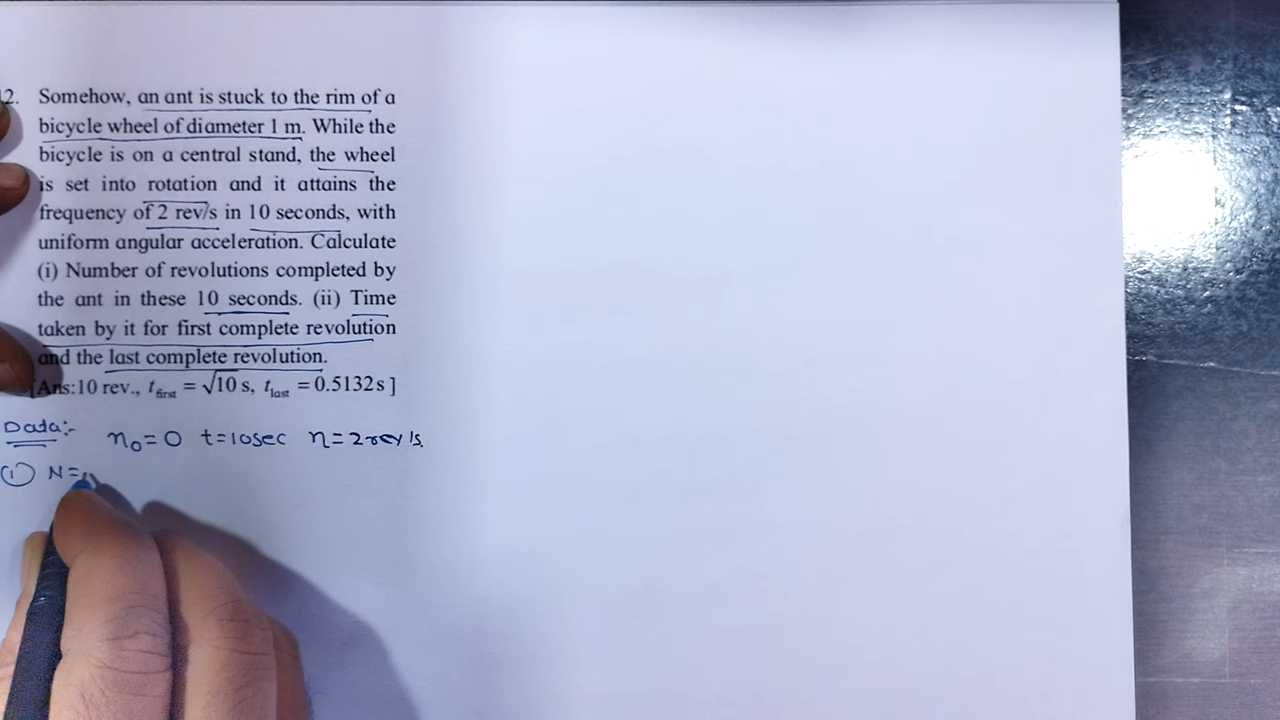 12. Somehow, an ant is stuck to the rim of a
bicycle wheel of diameter 1 m. While the
bicycle is on a central stand, the wheel
is set into rotation and it attains the
frequency of 2 rev/s in 10 seconds, with
uniform angular acceleration. Calculate
(i) Number of revolutions completed by
the ant in these 10 seconds. (ii) Time
taken by it for first complete revolution
and the last complete revolution.
[Ans:10 rev., t_first = √10 s, t_last = 0.5132s ]
Data:-
n₀=0 t=10sec n=2rev/s.
(i) N=